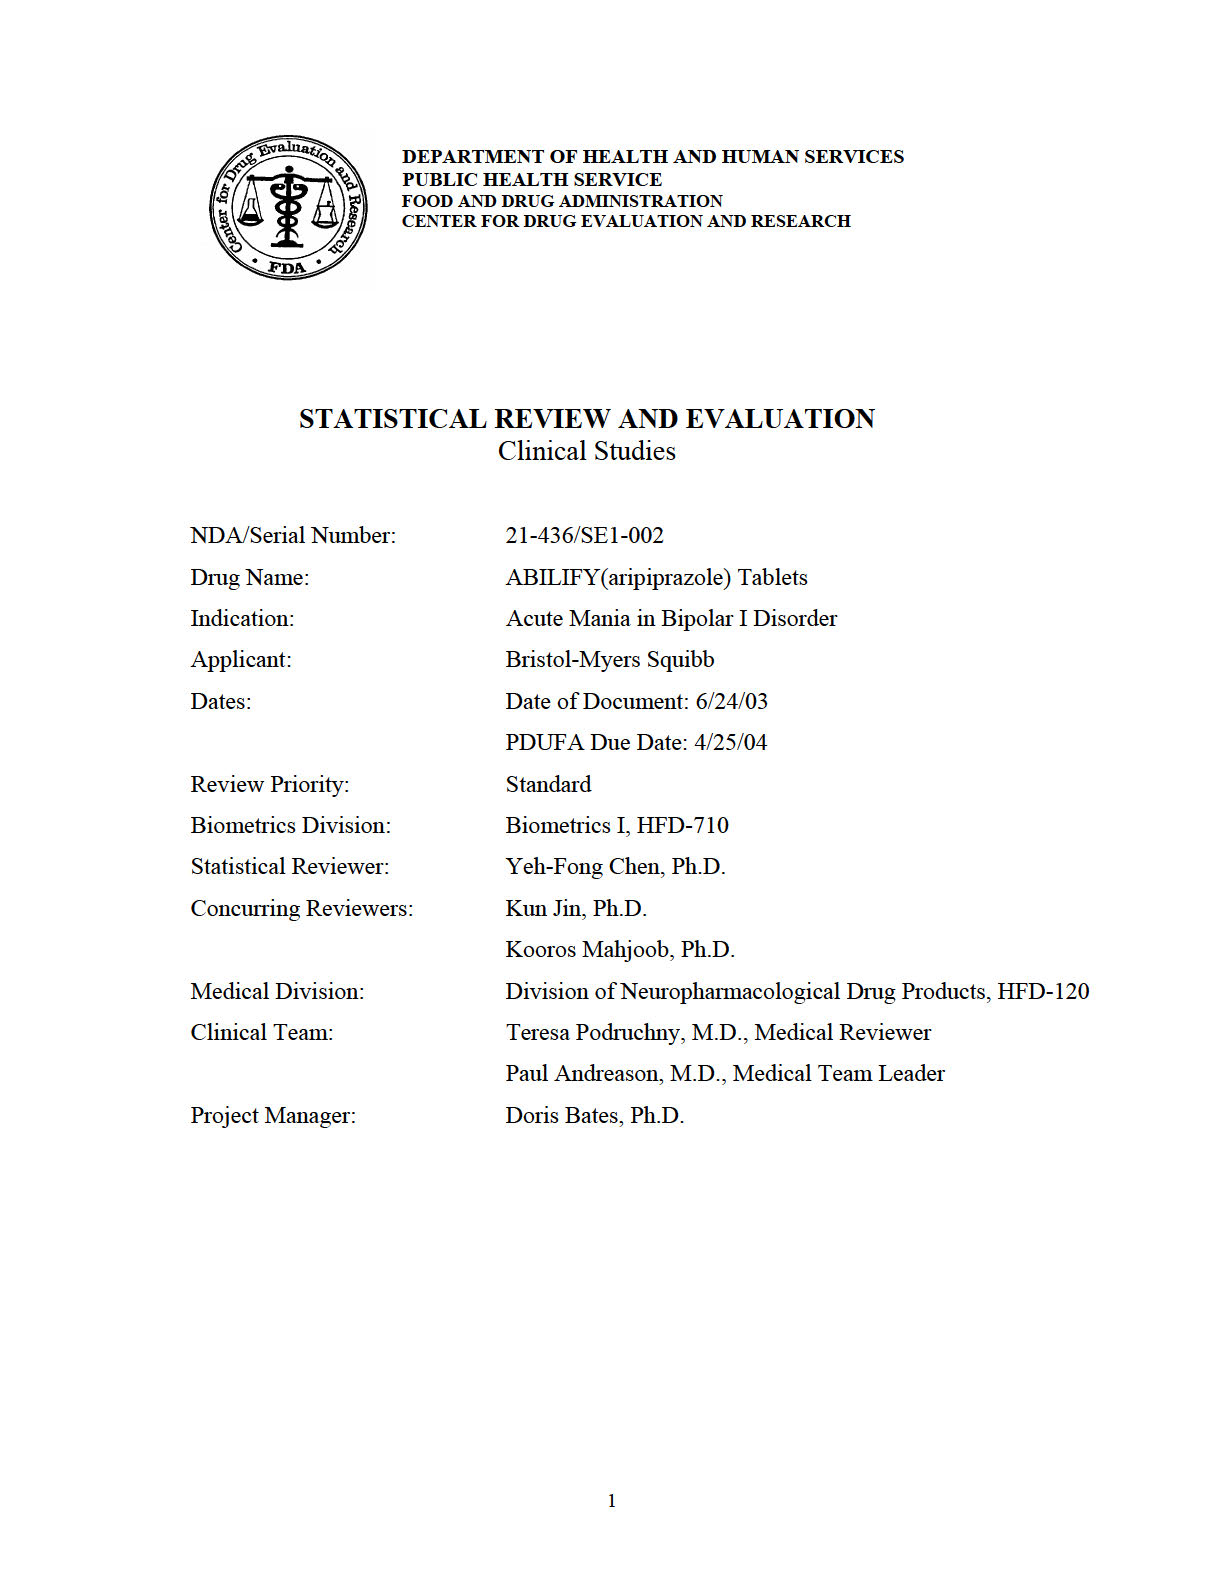 Center for Drug Evaluation and Research
• FDA •
DEPARTMENT OF HEALTH AND HUMAN SERVICES
PUBLIC HEALTH SERVICE
FOOD AND DRUG ADMINISTRATION
CENTER FOR DRUG EVALUATION AND RESEARCH
STATISTICAL REVIEW AND EVALUATION
Clinical Studies
NDA/Serial Number: 21-436/SE1-002
Drug Name: ABILIFY(aripiprazole) Tablets
Indication: Acute Mania in Bipolar I Disorder
Applicant: Bristol-Myers Squibb
Dates: Date of Document: 6/24/03
PDUFA Due Date: 4/25/04
Review Priority: Standard
Biometrics Division: Biometrics I, HFD-710
Statistical Reviewer: Yeh-Fong Chen, Ph.D.
Concurring Reviewers: Kun Jin, Ph.D.
Kooros Mahjoob, Ph.D.
Medical Division: Division of Neuropharmacological Drug Products, HFD-120
Clinical Team: Teresa Podruchny, M.D., Medical Reviewer
Paul Andreason, M.D., Medical Team Leader
Project Manager: Doris Bates, Ph.D.
1